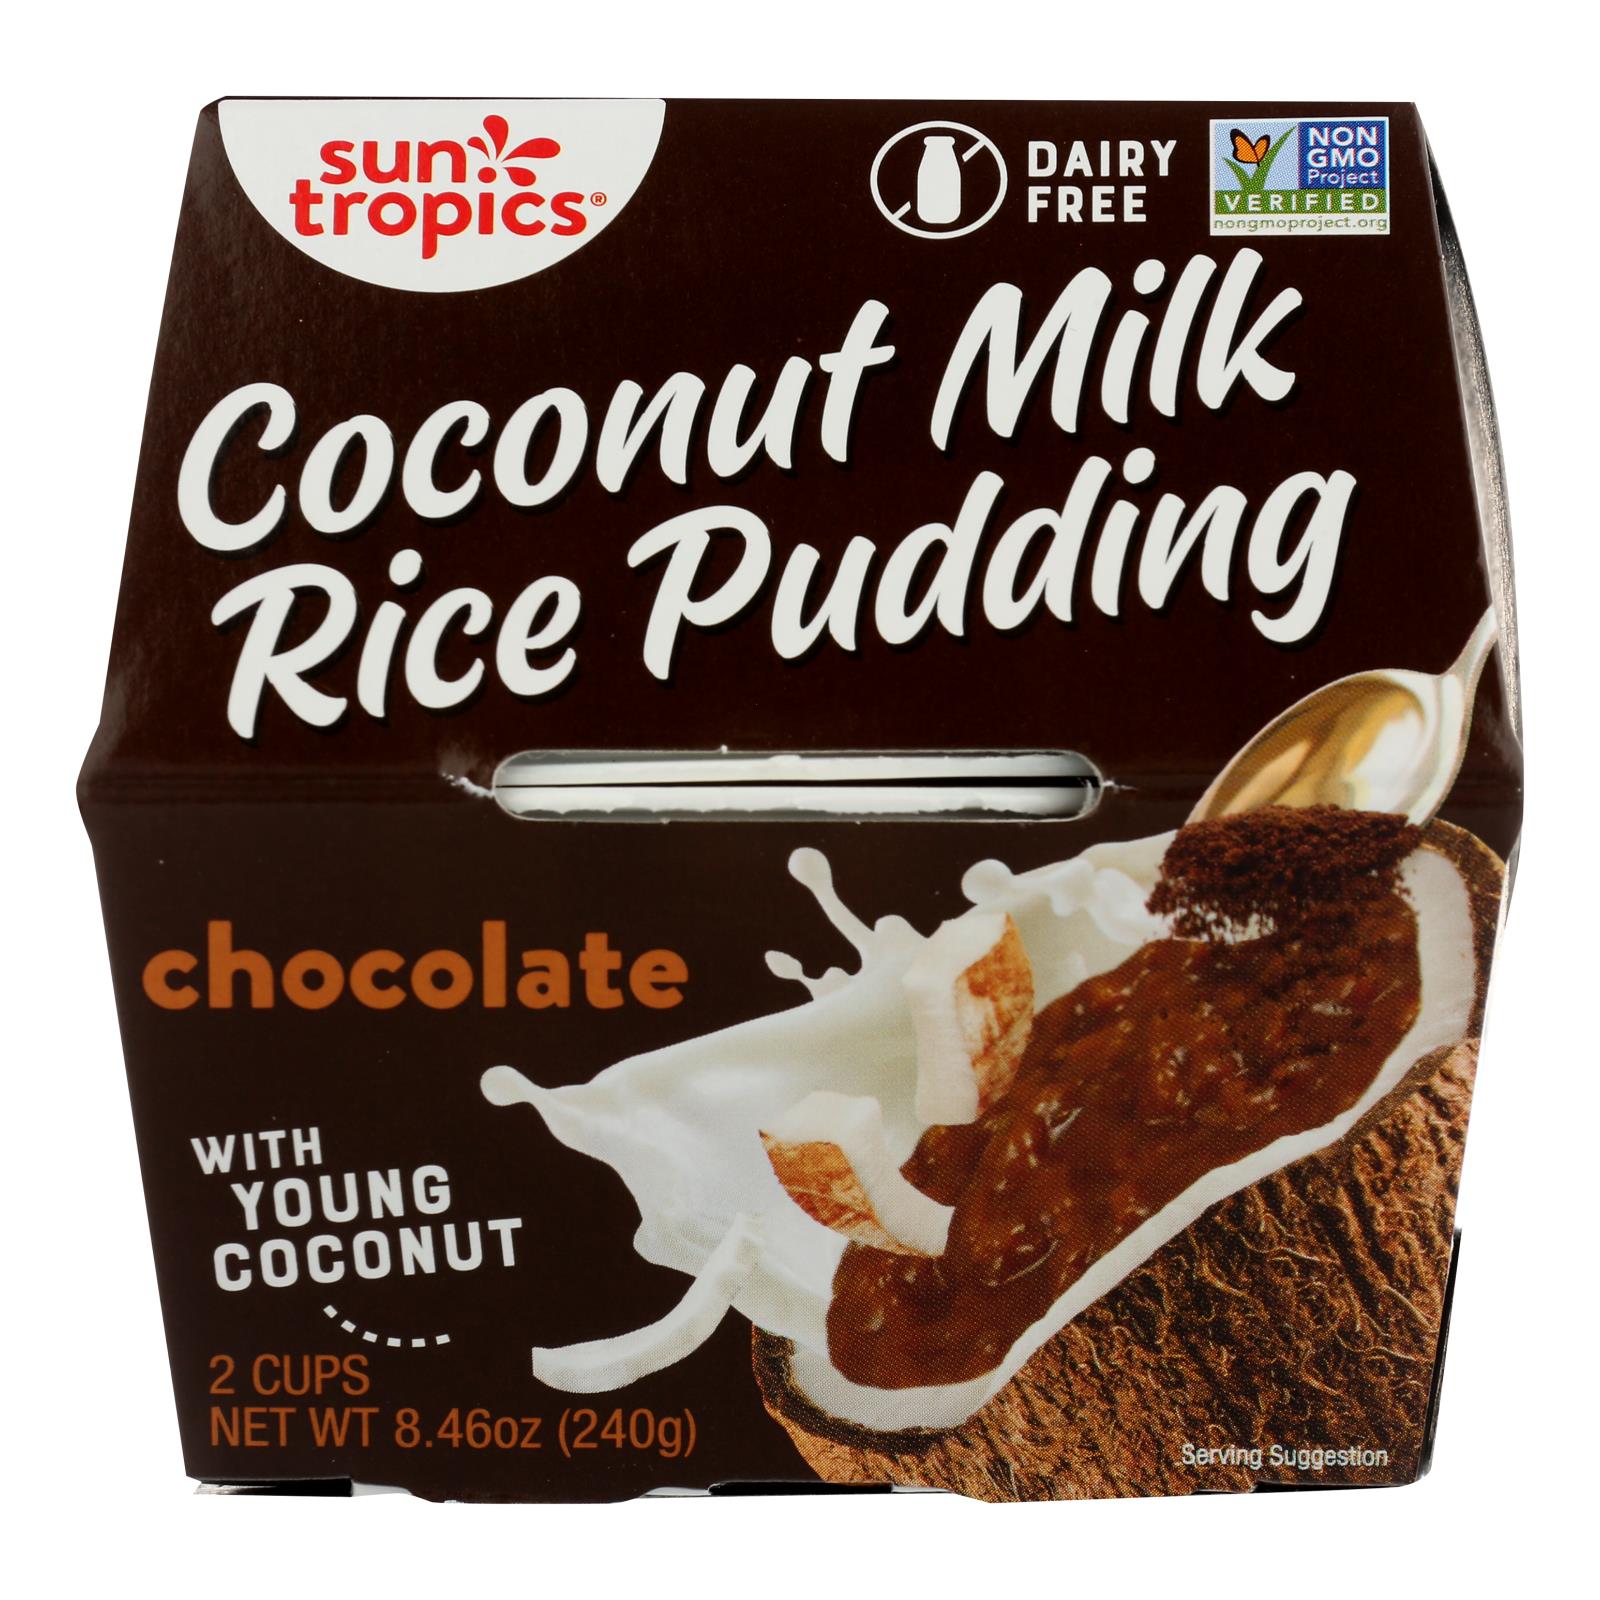 sun
tropics®
DAIRY
FREE
NON
GMO
Project
VERIFIED
nongmoproject.org
Coconut Milk
Rice Pudding
chocolate
WITH
YOUNG
COCONUT
2 CUPS
NET WT 8.46oz (240g)
Serving Suggestion